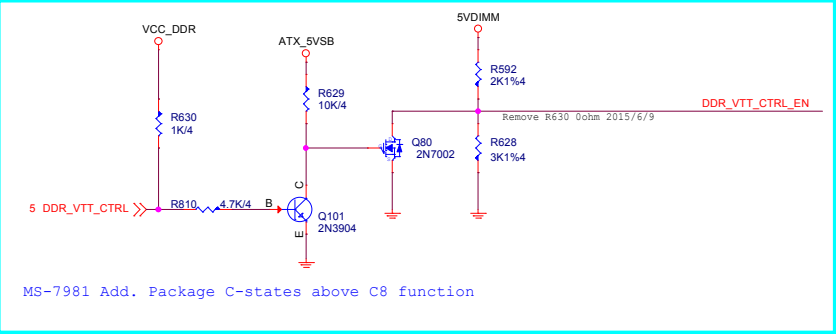 5VDIMM
VCC_DDR
ATX_5VSB
R592
2K1%4
R629
10K/4
DDR_VTT_CTRL_EN
R630
1K/4
Remove R630 0ohm 2015/6/9
Q80
2N7002
R628
3K1%4
C
5 DDR_VTT_CTRL
R810
4.7K/4
B
Q101
2N3904
E
MS-7981 Add. Package C-states above C8 function